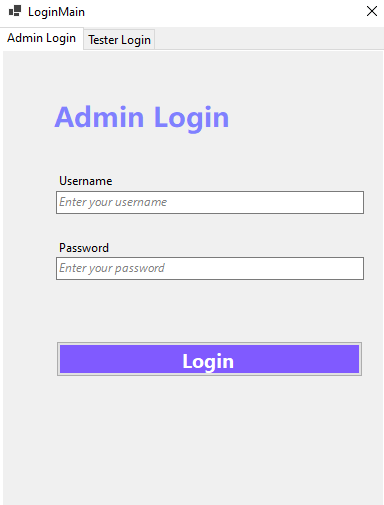 LoginMain
Admin Login Tester Login
Admin Login
Username
Enter your username
Password
Enter your password
Login